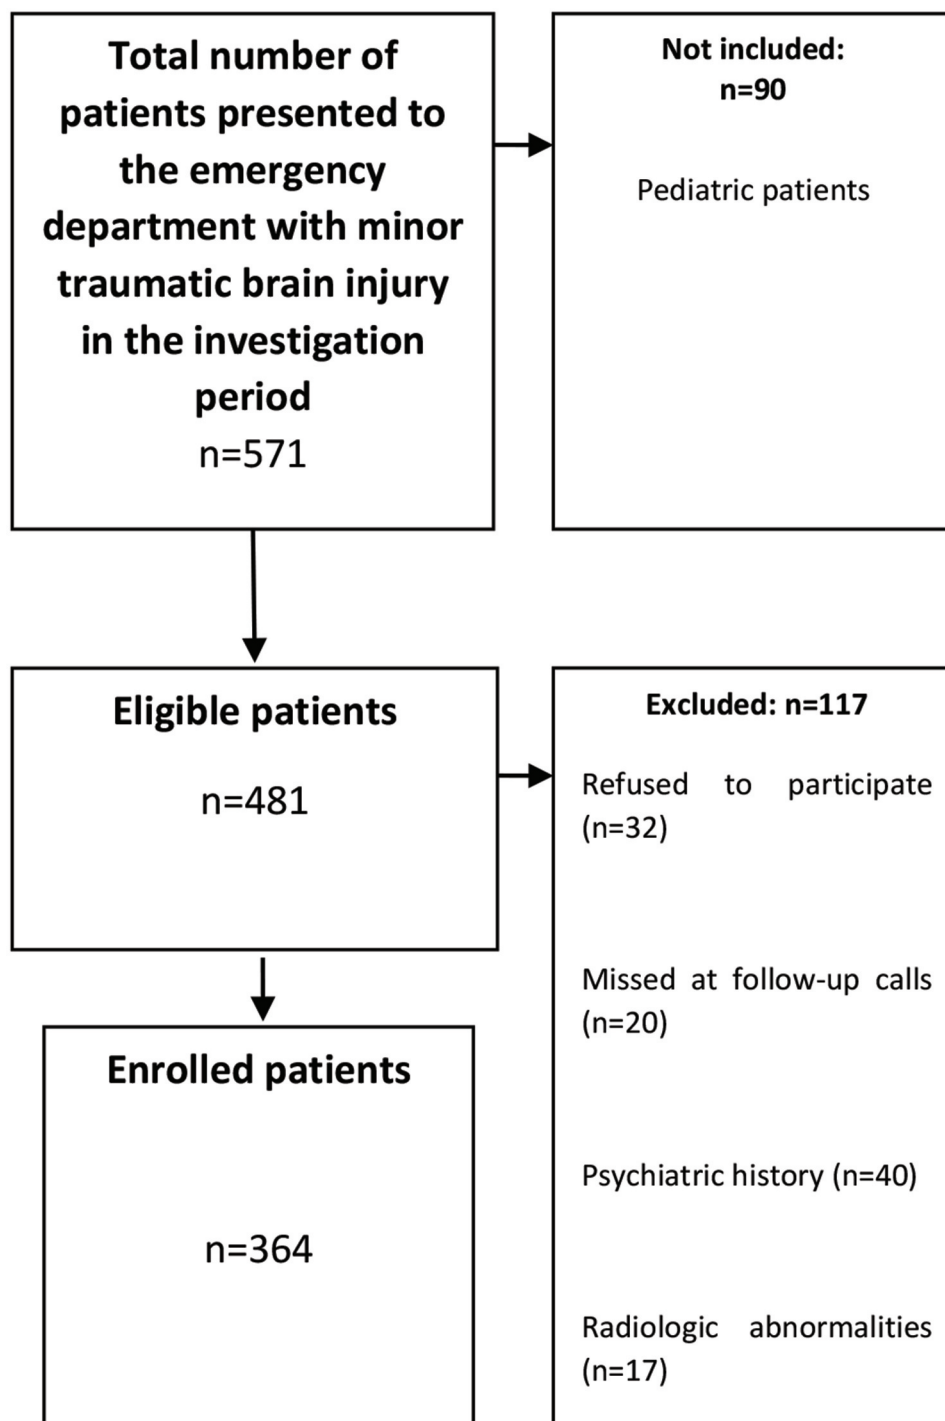 Total number of
patients presented to
the emergency
department with minor
traumatic brain injury
in the investigation
period
n=571
Not included:
n=90
Pediatric patients
Eligible patients
n=481
Excluded: n=117
Refused to participate
(n=32)
Missed at follow-up calls
(n=20)
Psychiatric history (n=40)
Radiologic abnormalities
(n=17)
Enrolled patients
n=364